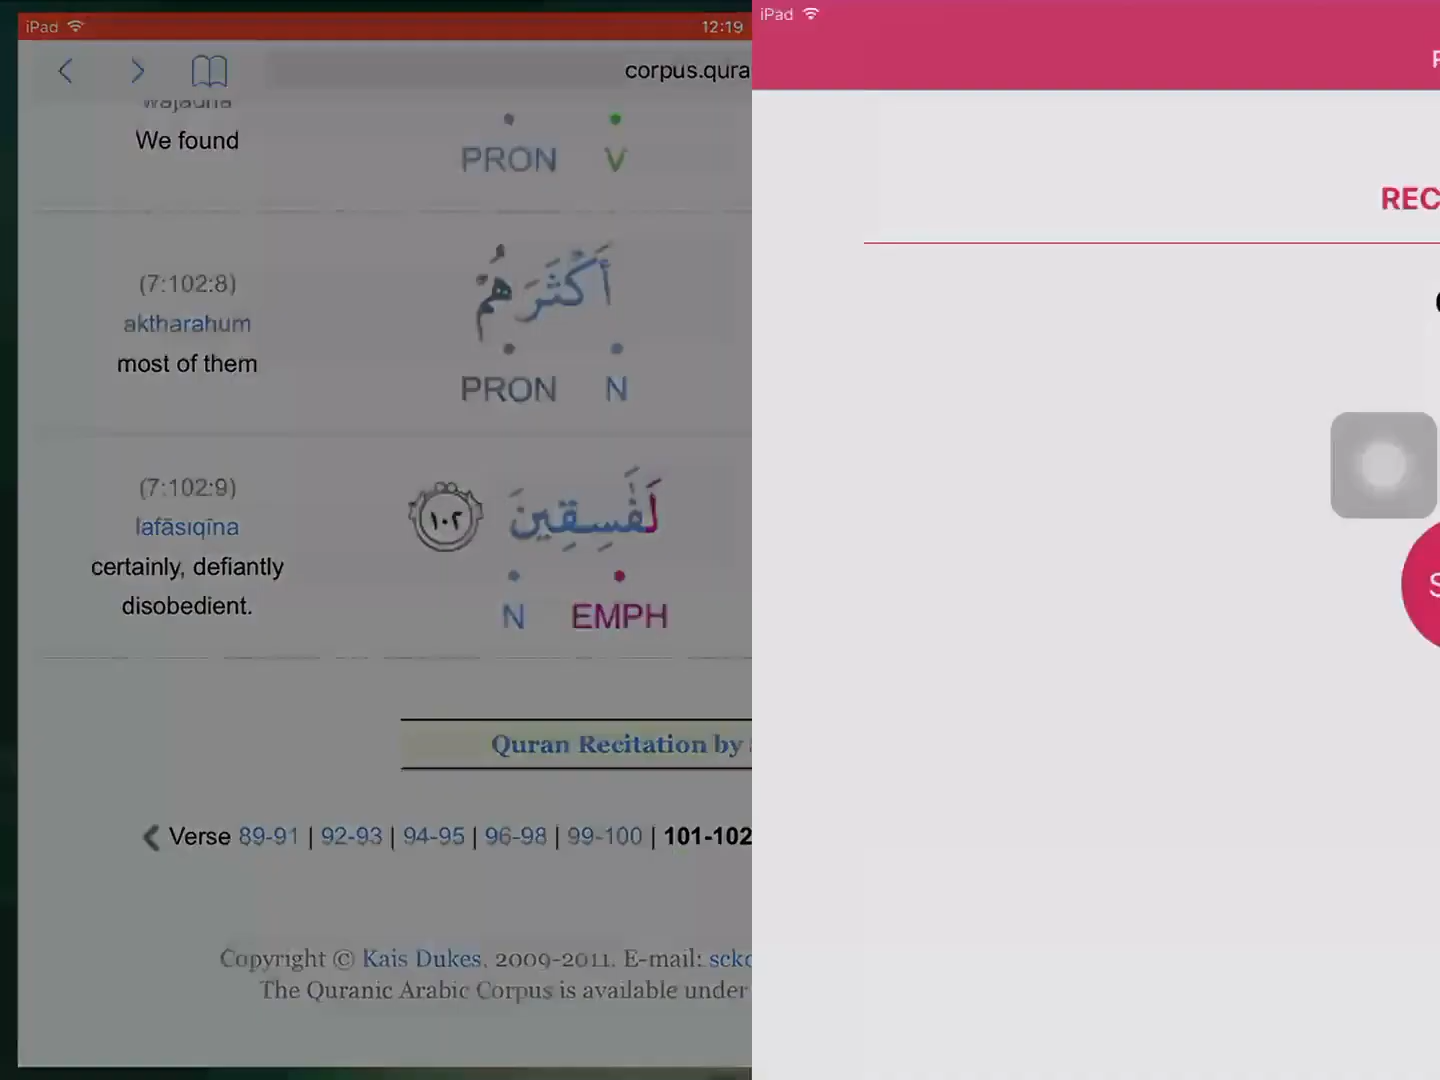 iPad
12:19
corpus.qura
We found
PRON V
(7:102:8)
aktharahum
most of them
أَكْثَرَهُمْ
PRON N
(7:102:9)
lafāsiqīna
certainly, defiantly
disobedient.
لَفَٰسِقِينَ ١٠٢
N EMPH
Quran Recitation by
Verse 89-91 | 92-93 | 94-95 | 96-98 | 99-100 | 101-102
Copyright © Kais Dukes, 2009-2011. E-mail: sckd
The Quranic Arabic Corpus is available under
iPad
REC
S